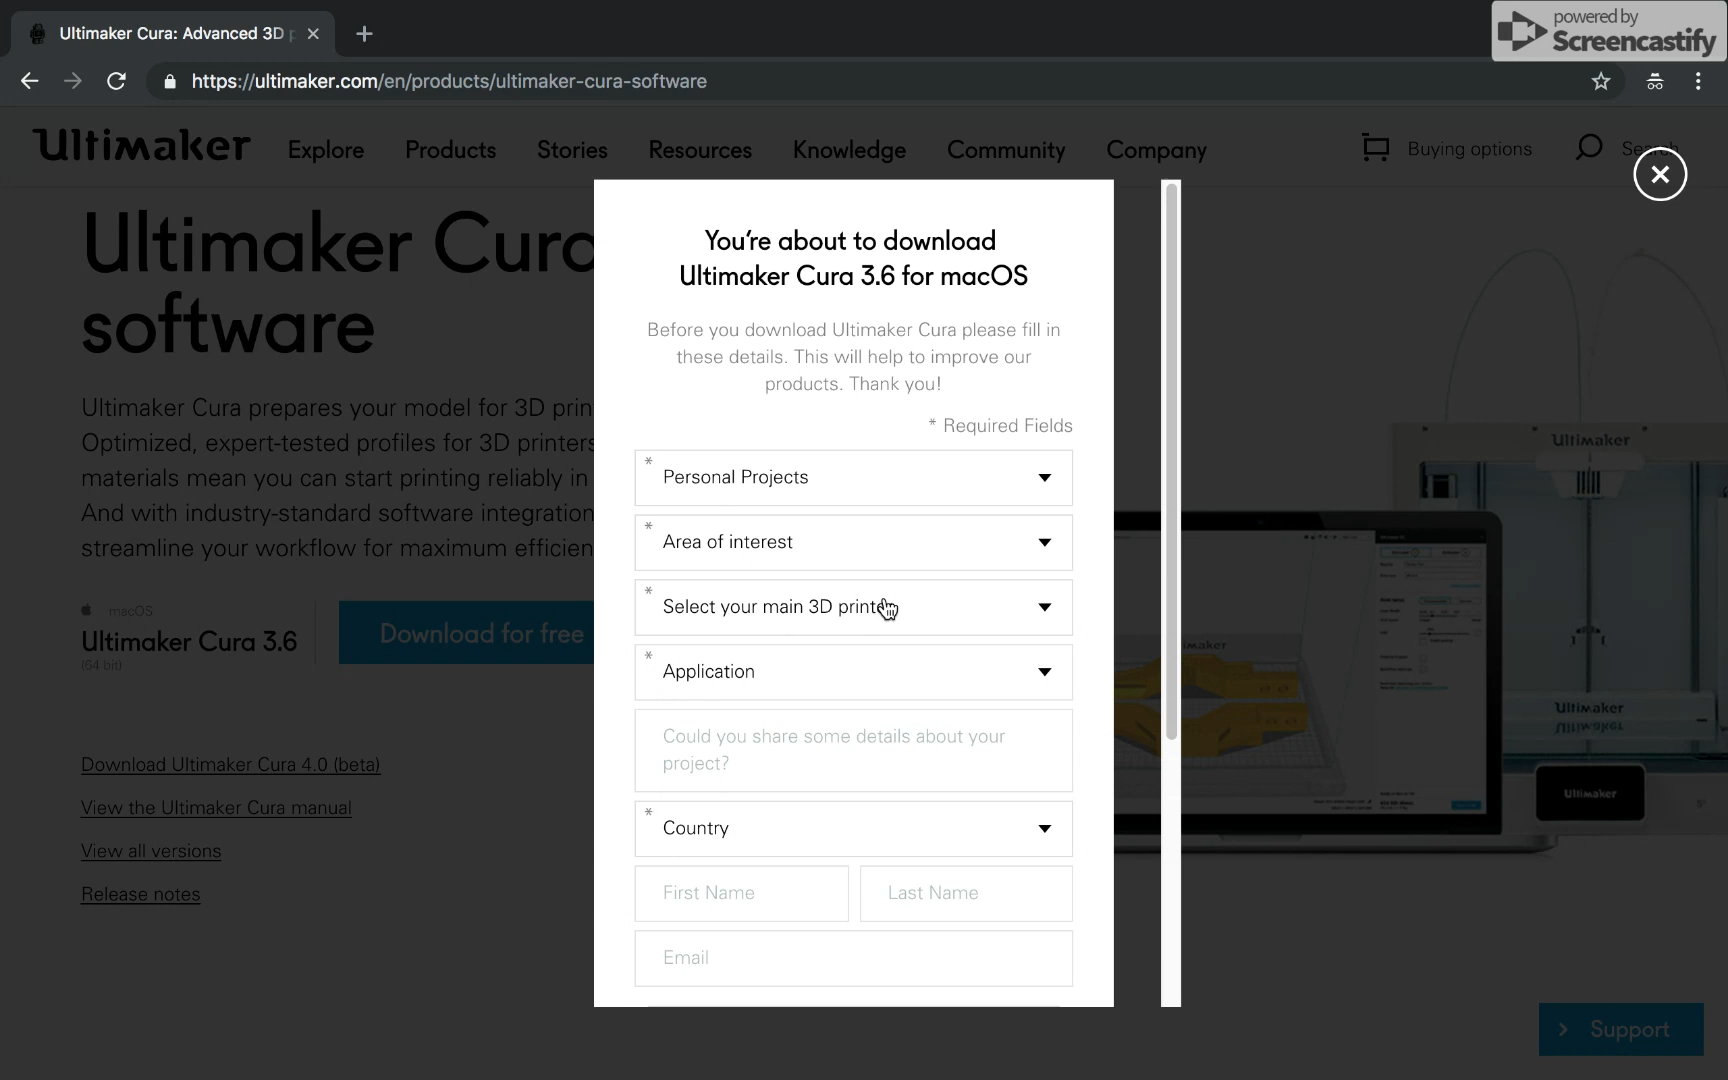 Ultimaker Cura: Advanced 3D p
powered by
Screencastify
https://ultimaker.com/en/products/ultimaker-cura-software
Ultimaker
Explore
Products
Stories
Resources
Knowledge
Community
Company
Buying options
Search
Ultimaker Cura
software
Ultimaker Cura prepares your model for 3D prin
Optimized, expert-tested profiles for 3D printers
materials mean you can start printing reliably in
And with industry-standard software integration
streamline your workflow for maximum efficien
macOS
Ultimaker Cura 3.6
(64 bit)
Download for free
Download Ultimaker Cura 4.0 (beta)
View the Ultimaker Cura manual
View all versions
Release notes
You're about to download
Ultimaker Cura 3.6 for macOS
Before you download Ultimaker Cura please fill in
these details. This will help to improve our
products. Thank you!
* Required Fields
* Personal Projects
* Area of interest
* Select your main 3D printer
* Application
Could you share some details about your
project?
* Country
First Name
Last Name
Email
Ultimaker
Ultimaker
Ultimaker
Support